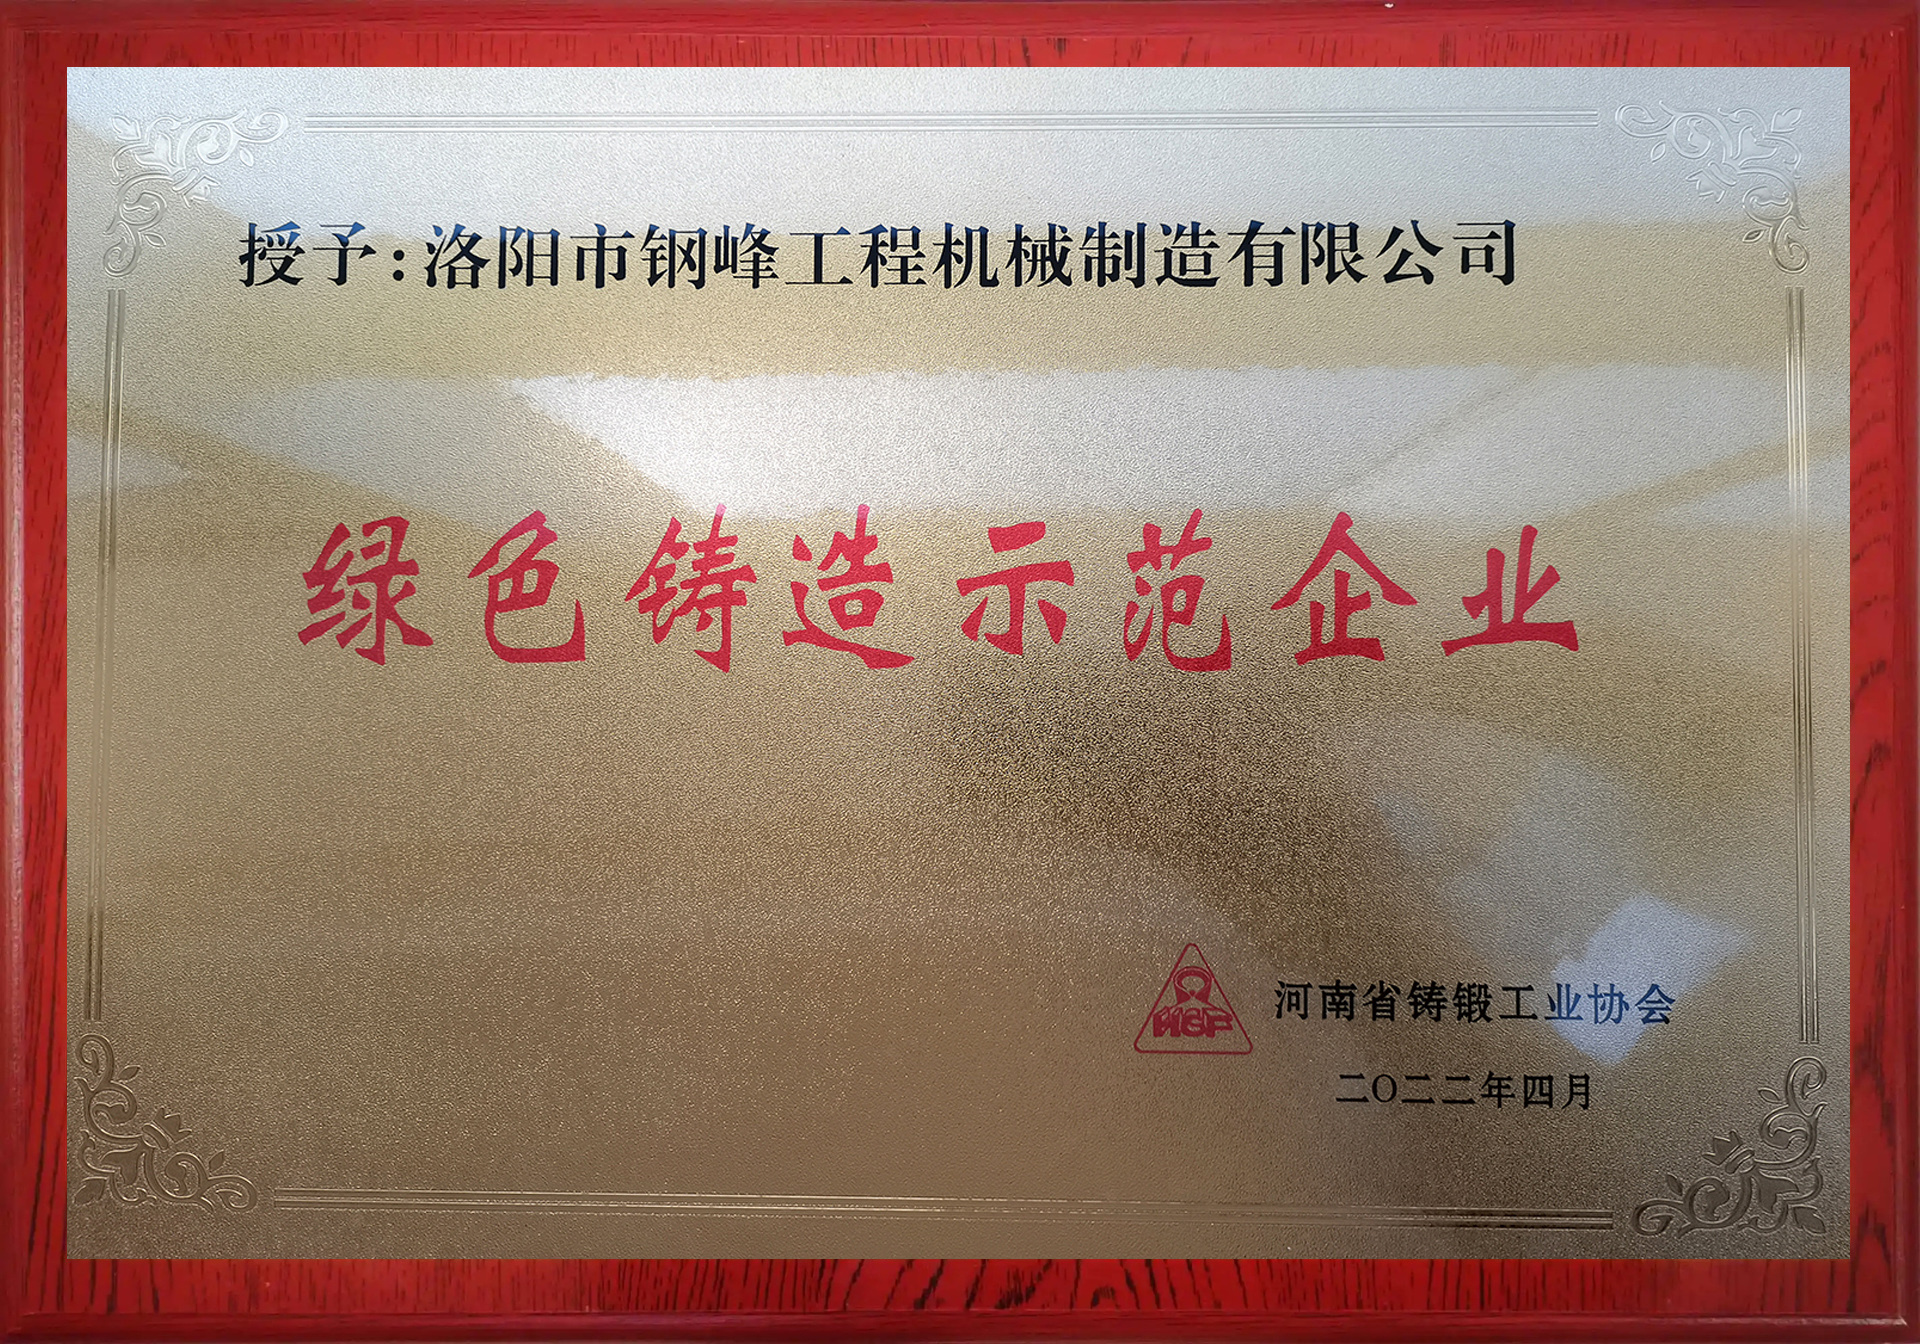 授予:洛阳市钢峰工程机械制造有限公司
绿色铸造示范企业
HCF
河南省铸锻工业协会
二〇二二年四月